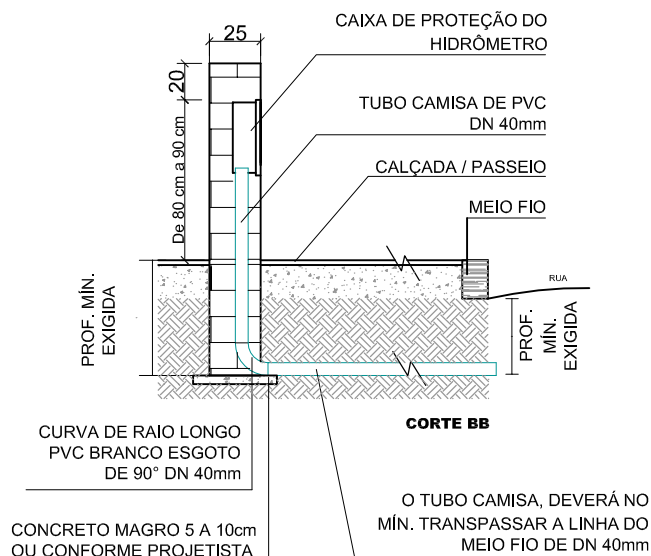 25
CAIXA DE PROTEÇÃO DO
HIDRÔMETRO
20
TUBO CAMISA DE PVC
DN 40mm
De 80 cm a 90 cm
CALÇADA / PASSEIO
MEIO FIO
RUA
PROF. MÍN.
EXIGIDA
PROF.
MÍN.
EXIGIDA
CORTE BB
CURVA DE RAIO LONGO
PVC BRANCO ESGOTO
DE 90° DN 40mm
O TUBO CAMISA, DEVERÁ NO
MÍN. TRANSPASSAR A LINHA DO
MEIO FIO DE DN 40mm
CONCRETO MAGRO 5 A 10cm
OU CONFORME PROJETISTA